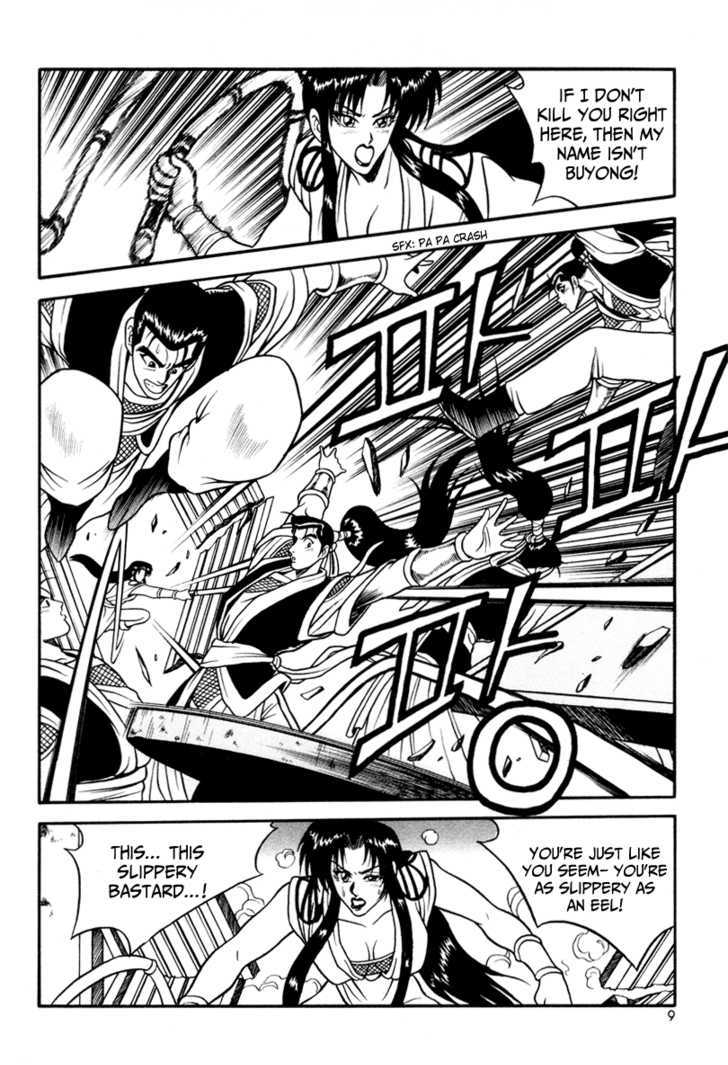 IF I DON'T
KILL YOU RIGHT
HERE, THEN MY
NAME ISN'T
BUYONG!
SFX: PA PA CRASH
파
파
팡
THIS... THIS
SLIPPERY
BASTARD...!
YOU'RE JUST LIKE
YOU SEEM- YOU'RE
AS SLIPPERY AS
AN EEL!
9